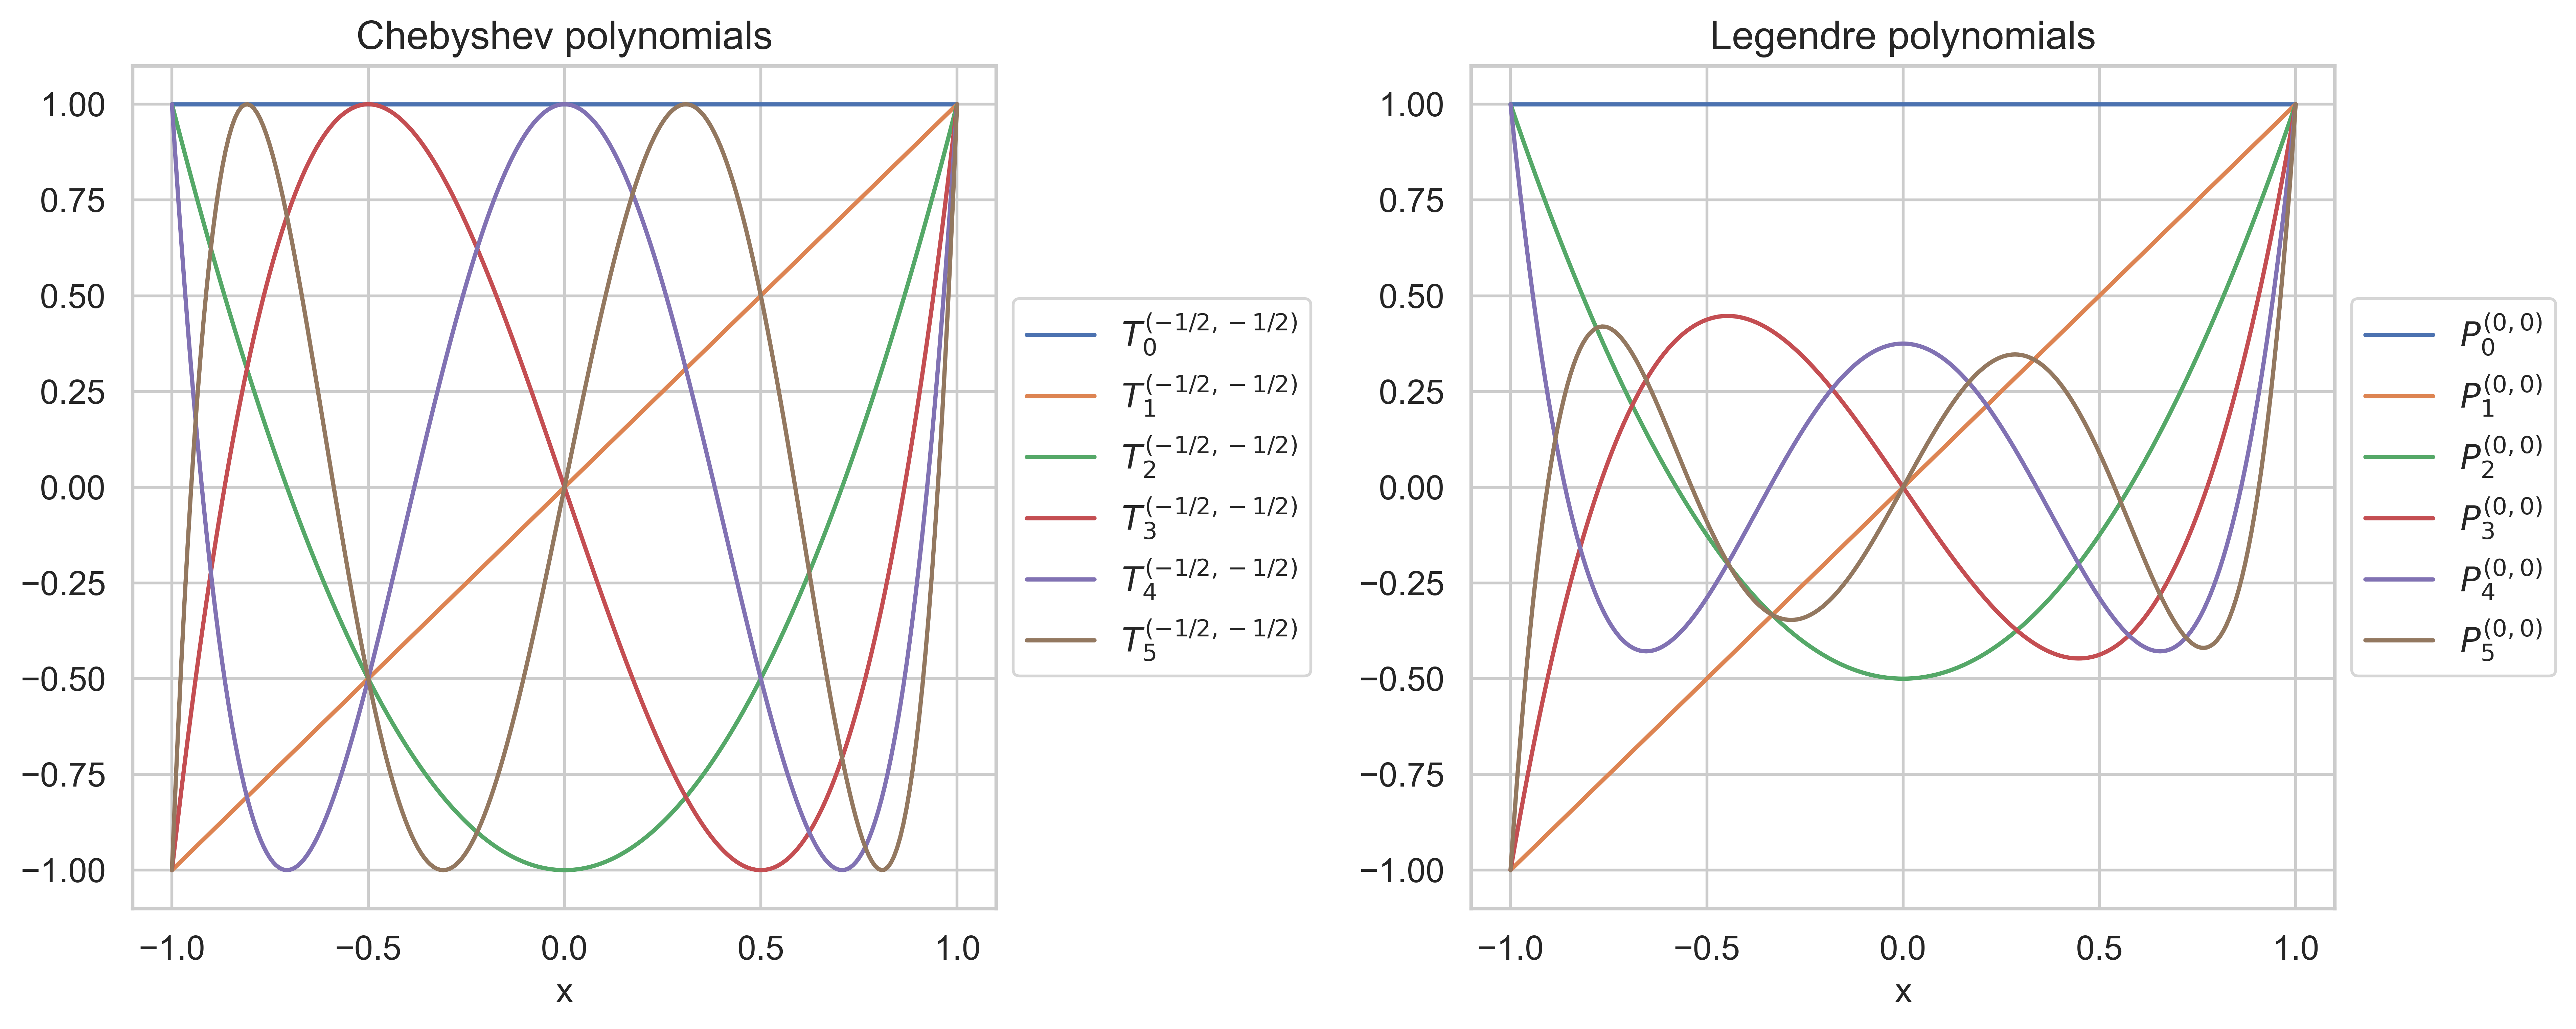 Chebyshev polynomials
1.00
0.75
0.50
0.25
0.00
−0.25
−0.50
−0.75
−1.00
−1.0 −0.5 0.0 0.5 1.0
x
T_0^(−1/2, −1/2)
T_1^(−1/2, −1/2)
T_2^(−1/2, −1/2)
T_3^(−1/2, −1/2)
T_4^(−1/2, −1/2)
T_5^(−1/2, −1/2)
Legendre polynomials
1.00
0.75
0.50
0.25
0.00
−0.25
−0.50
−0.75
−1.00
−1.0 −0.5 0.0 0.5 1.0
x
P_0^(0, 0)
P_1^(0, 0)
P_2^(0, 0)
P_3^(0, 0)
P_4^(0, 0)
P_5^(0, 0)